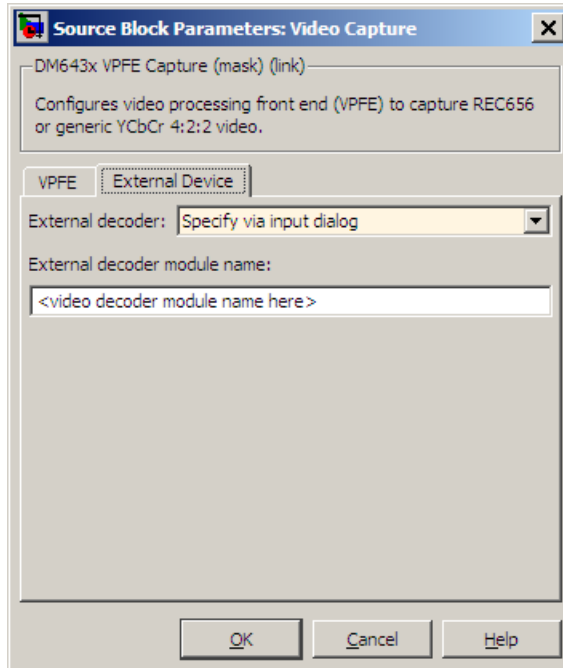 Source Block Parameters: Video Capture
DM643x VPFE Capture (mask) (link)
Configures video processing front end (VPFE) to capture REC656
or generic YCbCr 4:2:2 video.
VPFE External Device
External decoder: Specify via input dialog
External decoder module name:
<video decoder module name here>
OK Cancel Help